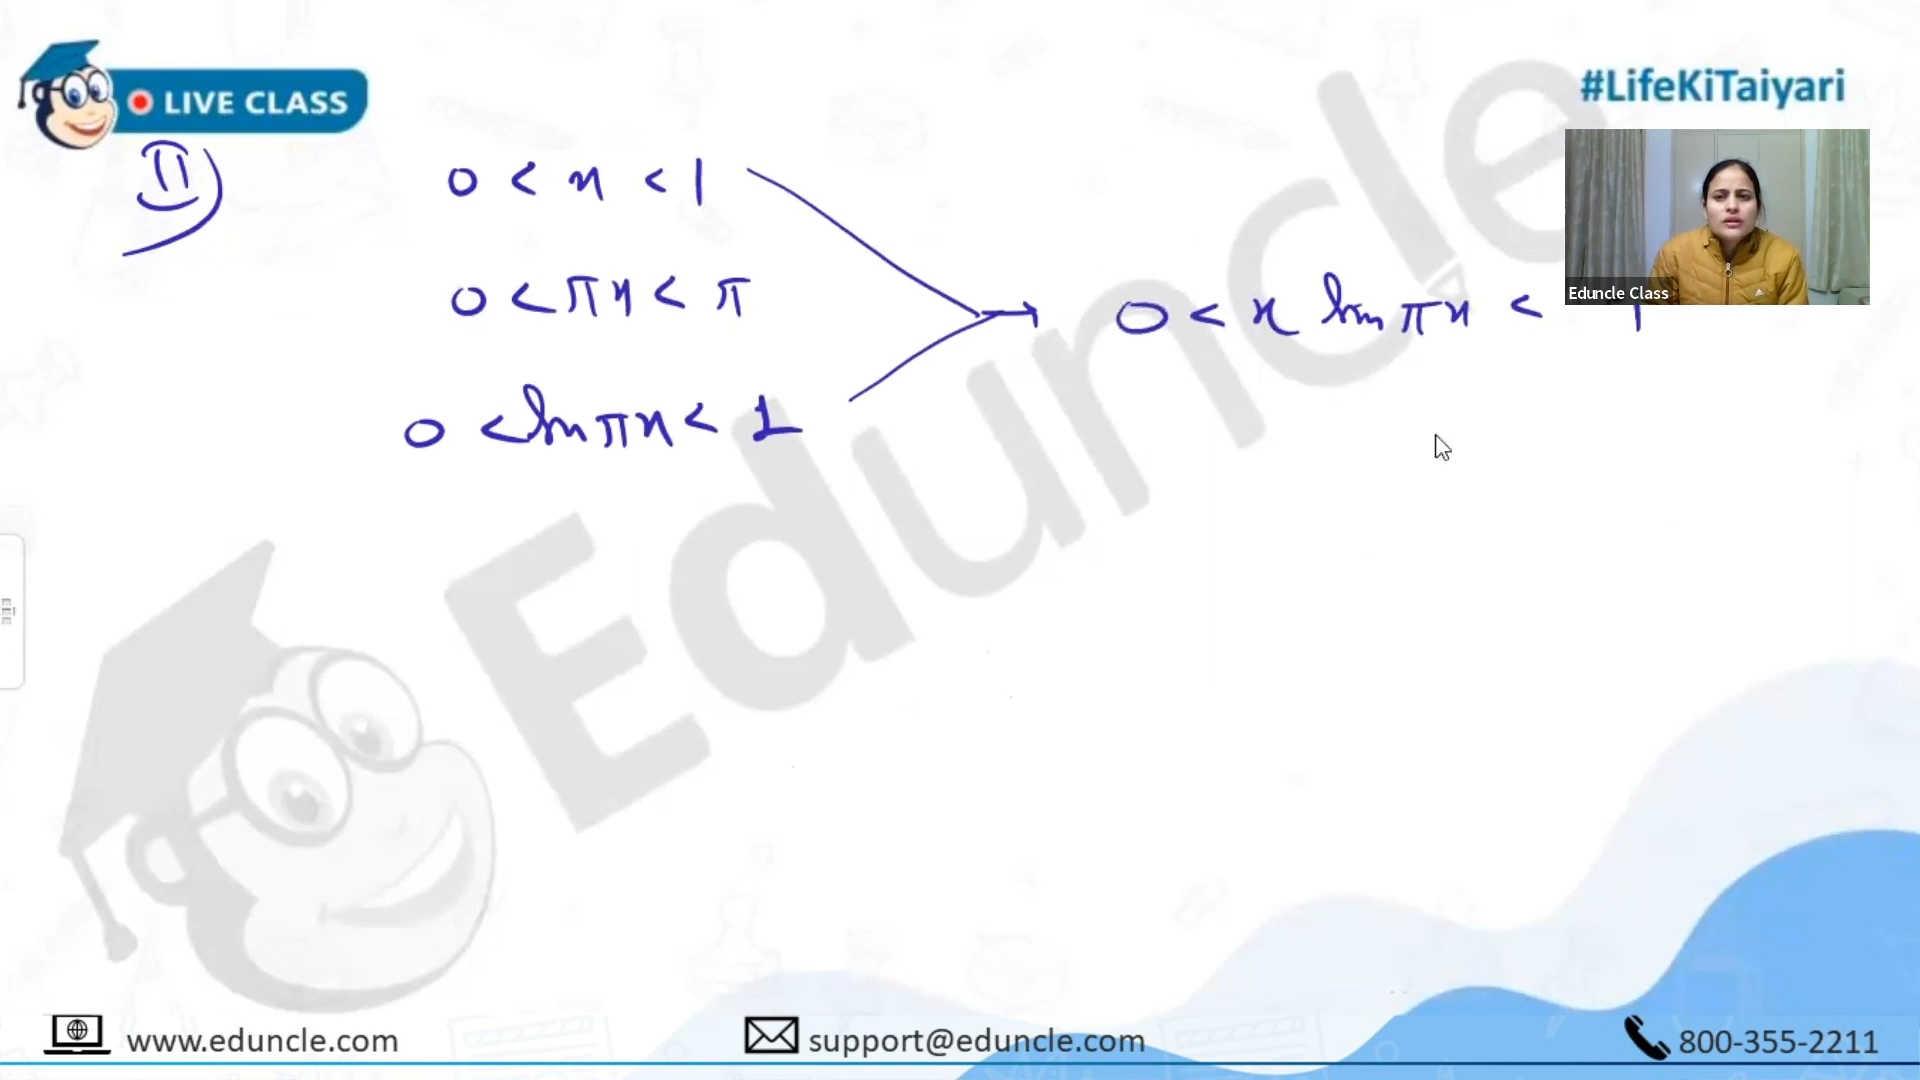 LIVE CLASS
#LifeKiTaiyari
II)
0 < x < 1
0 < πx < π
0 < sin πx < 1
0 < x sin πx < 1
Eduncle Class
Eduncle
www.eduncle.com
support@eduncle.com
800-355-2211